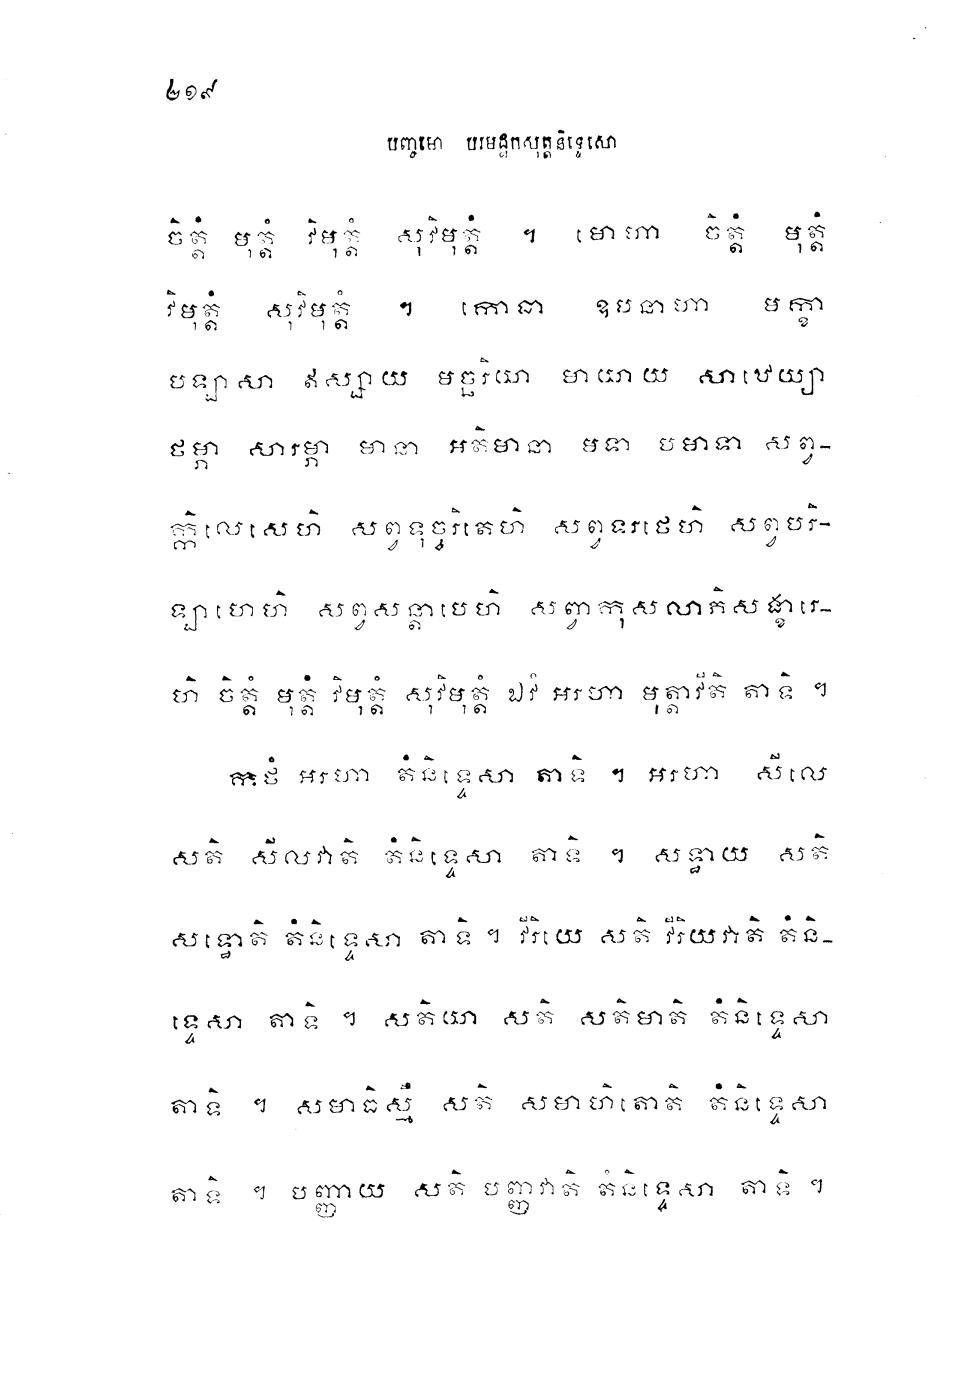 ២១៩
បញ្ចមោ បរមដ្ឋកសុត្តនិទ្ទេសោ
ចិត្តំ មុត្តំ វិមុត្តំ សុវិមុត្តំ ។ មោហា ចិត្តំ មុត្តំ
វិមុត្តំ សុវិមុត្តំ ។ កោធា ឧបនាហា មក្ខា
បឡាសា ឥស្សាយ មច្ឆរិយា មាយាយ សាឋេយ្យា
ថម្ភា សារម្ភា មានា អតិមានា មទា បមាទា សព្វ-
ក្កិលេសេហិ សព្វទុច្ចរិតេហិ សព្វទរថេហិ សព្វបរិ-
ឡាហេហិ សព្វសន្តាបេហិ សព្វាកុសលាភិសង្ខារេ-
ហិ ចិត្តំ មុត្តំ វិមុត្តំ សុវិមុត្តំ ឯវំ អរហា មុត្តាវីតិ តាទិ ។
កថំ អរហា តំនិទ្ទេសា តាទិ ។ អរហា សីលេ
សតិ សីលវាតិ តំនិទ្ទេសា តាទិ ។ សទ្ធាយ សតិ
សទ្ធោតិ តំនិទ្ទេសា តាទិ ។ វីរិយេ សតិ វីរិយវាតិ តំនិ-
ទ្ទេសា តាទិ ។ សតិយា សតិ សតិមាតិ តំនិទ្ទេសា
តាទិ ។ សមាធិស្មឹ សតិ សមាហិតោតិ តំនិទ្ទេសា
តាទិ ។ បញ្ញាយ សតិ បញ្ញវាតិ តំនិទ្ទេសា តាទិ ។